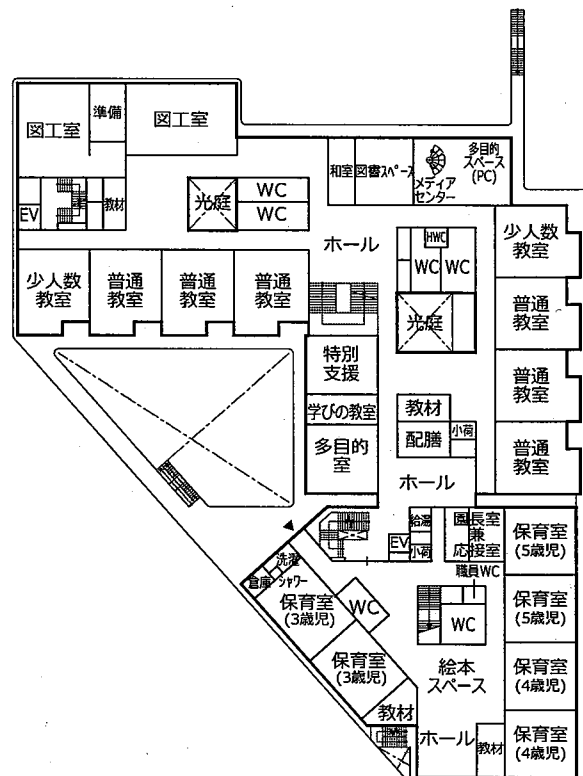 図工室
準備
図工室
EV
教材
光庭
WC
WC
和室
図書スペース
メディア
センター
多目的
スペース
(PC)
ホール
HWC
WC
WC
少人数
教室
少人数
教室
普通
教室
普通
教室
普通
教室
光庭
普通
教室
特別
支援
学びの教室
多目的
室
教材
配膳
小荷
普通
教室
普通
教室
ホール
EV
給湯
小荷
園長室
兼
応接室
職員WC
保育室
(5歳児)
洗濯
倉庫
シャワー
保育室
(3歳児)
WC
WC
保育室
(5歳児)
保育室
(3歳児)
絵本
スペース
保育室
(4歳児)
教材
ホール
教材
保育室
(4歳児)